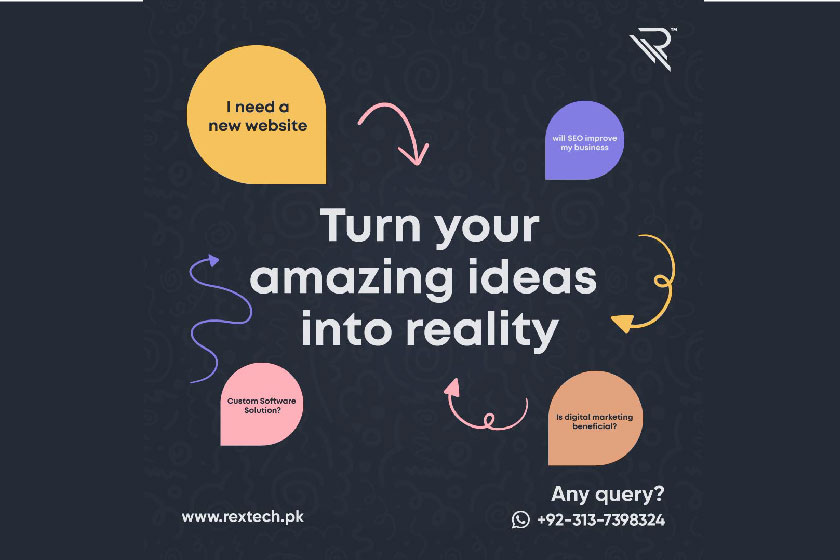 I need a
new website
will SEO improve
my business
Turn your
amazing ideas
into reality
Custom Software
Solution?
Is digital marketing
beneficial?
Any query?
www.rextech.pk
+92-313-7398324